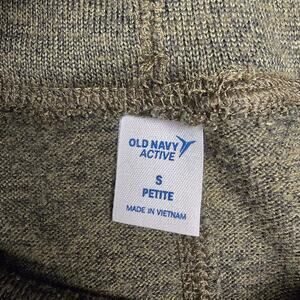 OLD NAVY
ACTIVE
S
PETITE
MADE IN VIETNAM